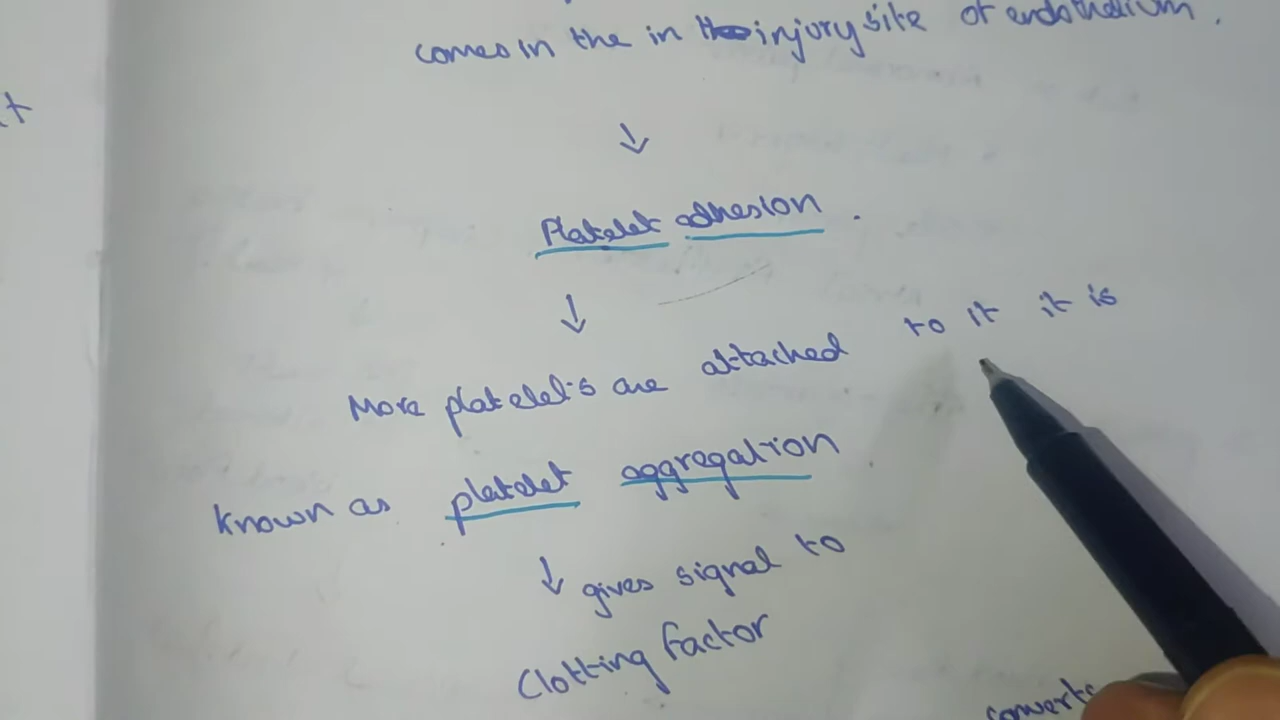 comes in the in injury site of endothelium.
↓
Platelet adhesion.
↓
More platelets are attached to it it is
known as platelet aggregation
↓ gives signal to
Clotting factor
converts